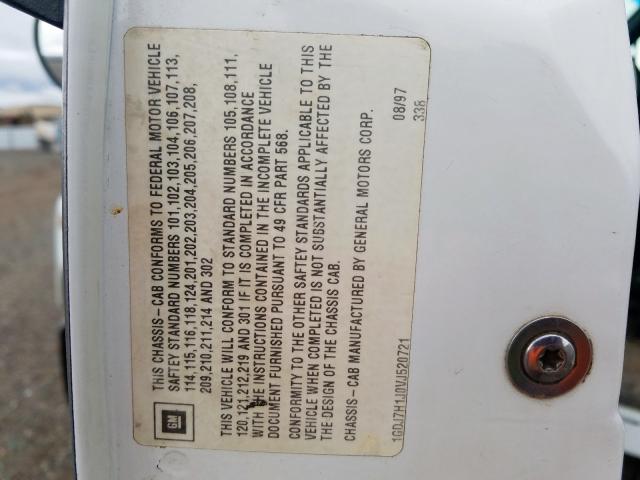 GM
THIS CHASSIS-CAB CONFORMS TO FEDERAL MOTOR VEHICLE
SAFTEY STANDARD NUMBERS 101,102,103,104,106,107,113,
114,115,116,118,124,201,202,203,204,205,206,207,208,
209,210,211,214 AND 302
THIS VEHICLE WILL CONFORM TO STANDARD NUMBERS 105,108,111,
120,121,212,219 AND 301 IF IT IS COMPLETED IN ACCORDANCE
WITH THE INSTRUCTIONS CONTAINED IN THE INCOMPLETE VEHICLE
DOCUMENT FURNISHED PURSUANT TO 49 CFR PART 568.
CONFORMITY TO THE OTHER SAFTEY STANDARDS APPLICABLE TO THIS
VEHICLE WHEN COMPLETED IS NOT SUBSTANTIALLY AFFECTED BY THE
THE DESIGN OF THE CHASSIS CAB.
CHASSIS-CAB MANUFACTURED BY GENERAL MOTORS CORP.
1GDJ7H1J0VJ520721 08/97
338